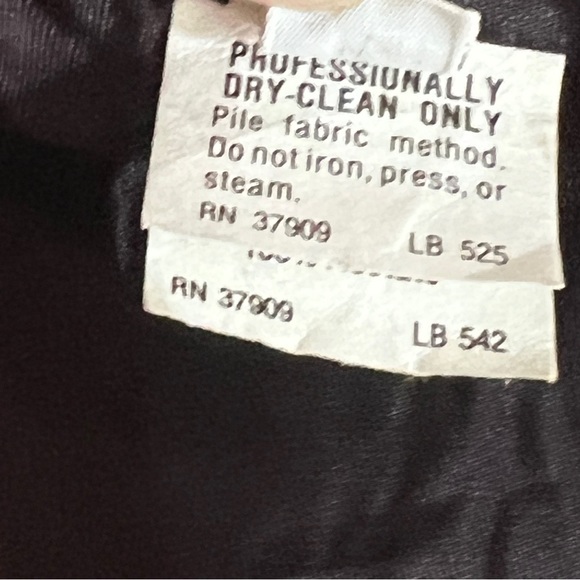 PROFESSIONALLY
DRY-CLEAN ONLY
Pile fabric method.
Do not iron, press, or
steam.
RN 37909
LB 525
RN 37909
LB 542